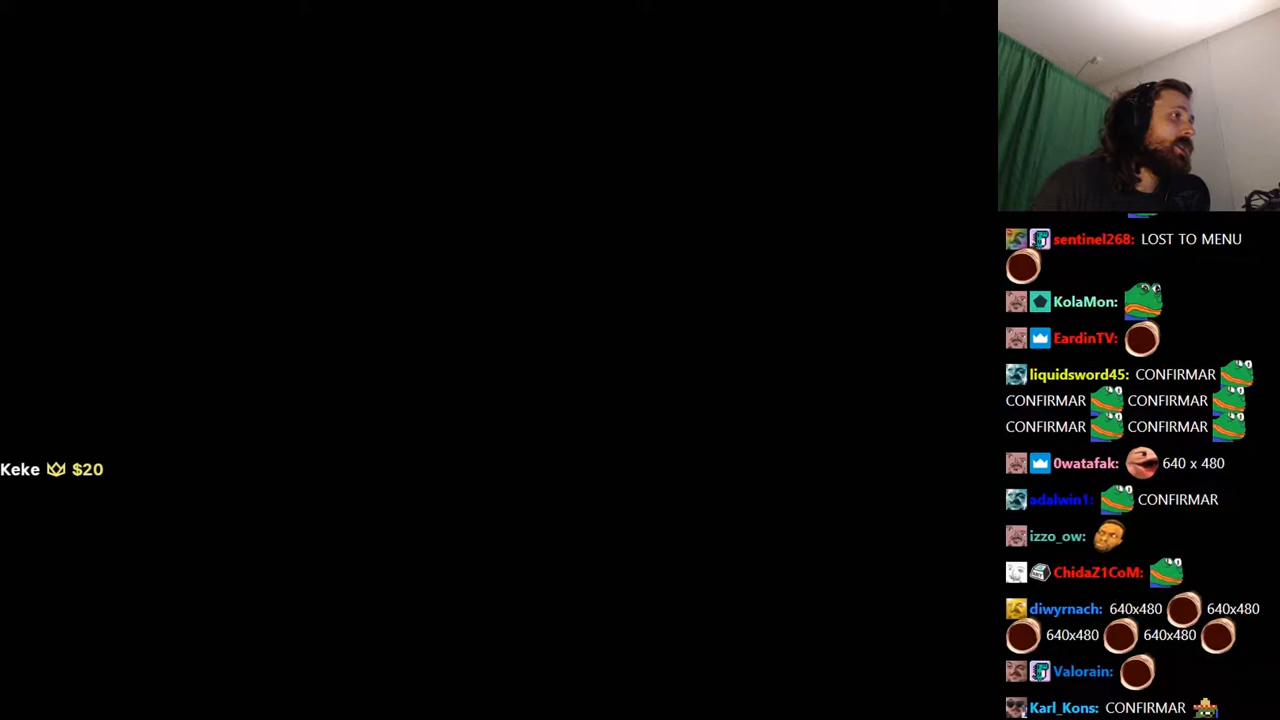 sentinel268: LOST TO MENU
KolaMon:
EardinTV:
liquidsword45: CONFIRMAR
CONFIRMAR CONFIRMAR
CONFIRMAR CONFIRMAR
Keke $20
0watafak: 640 x 480
adalwin1: CONFIRMAR
izzo_ow:
ChidaZ1CoM:
diwyrnach: 640x480 640x480
640x480 640x480
Valorain:
Karl_Kons: CONFIRMAR